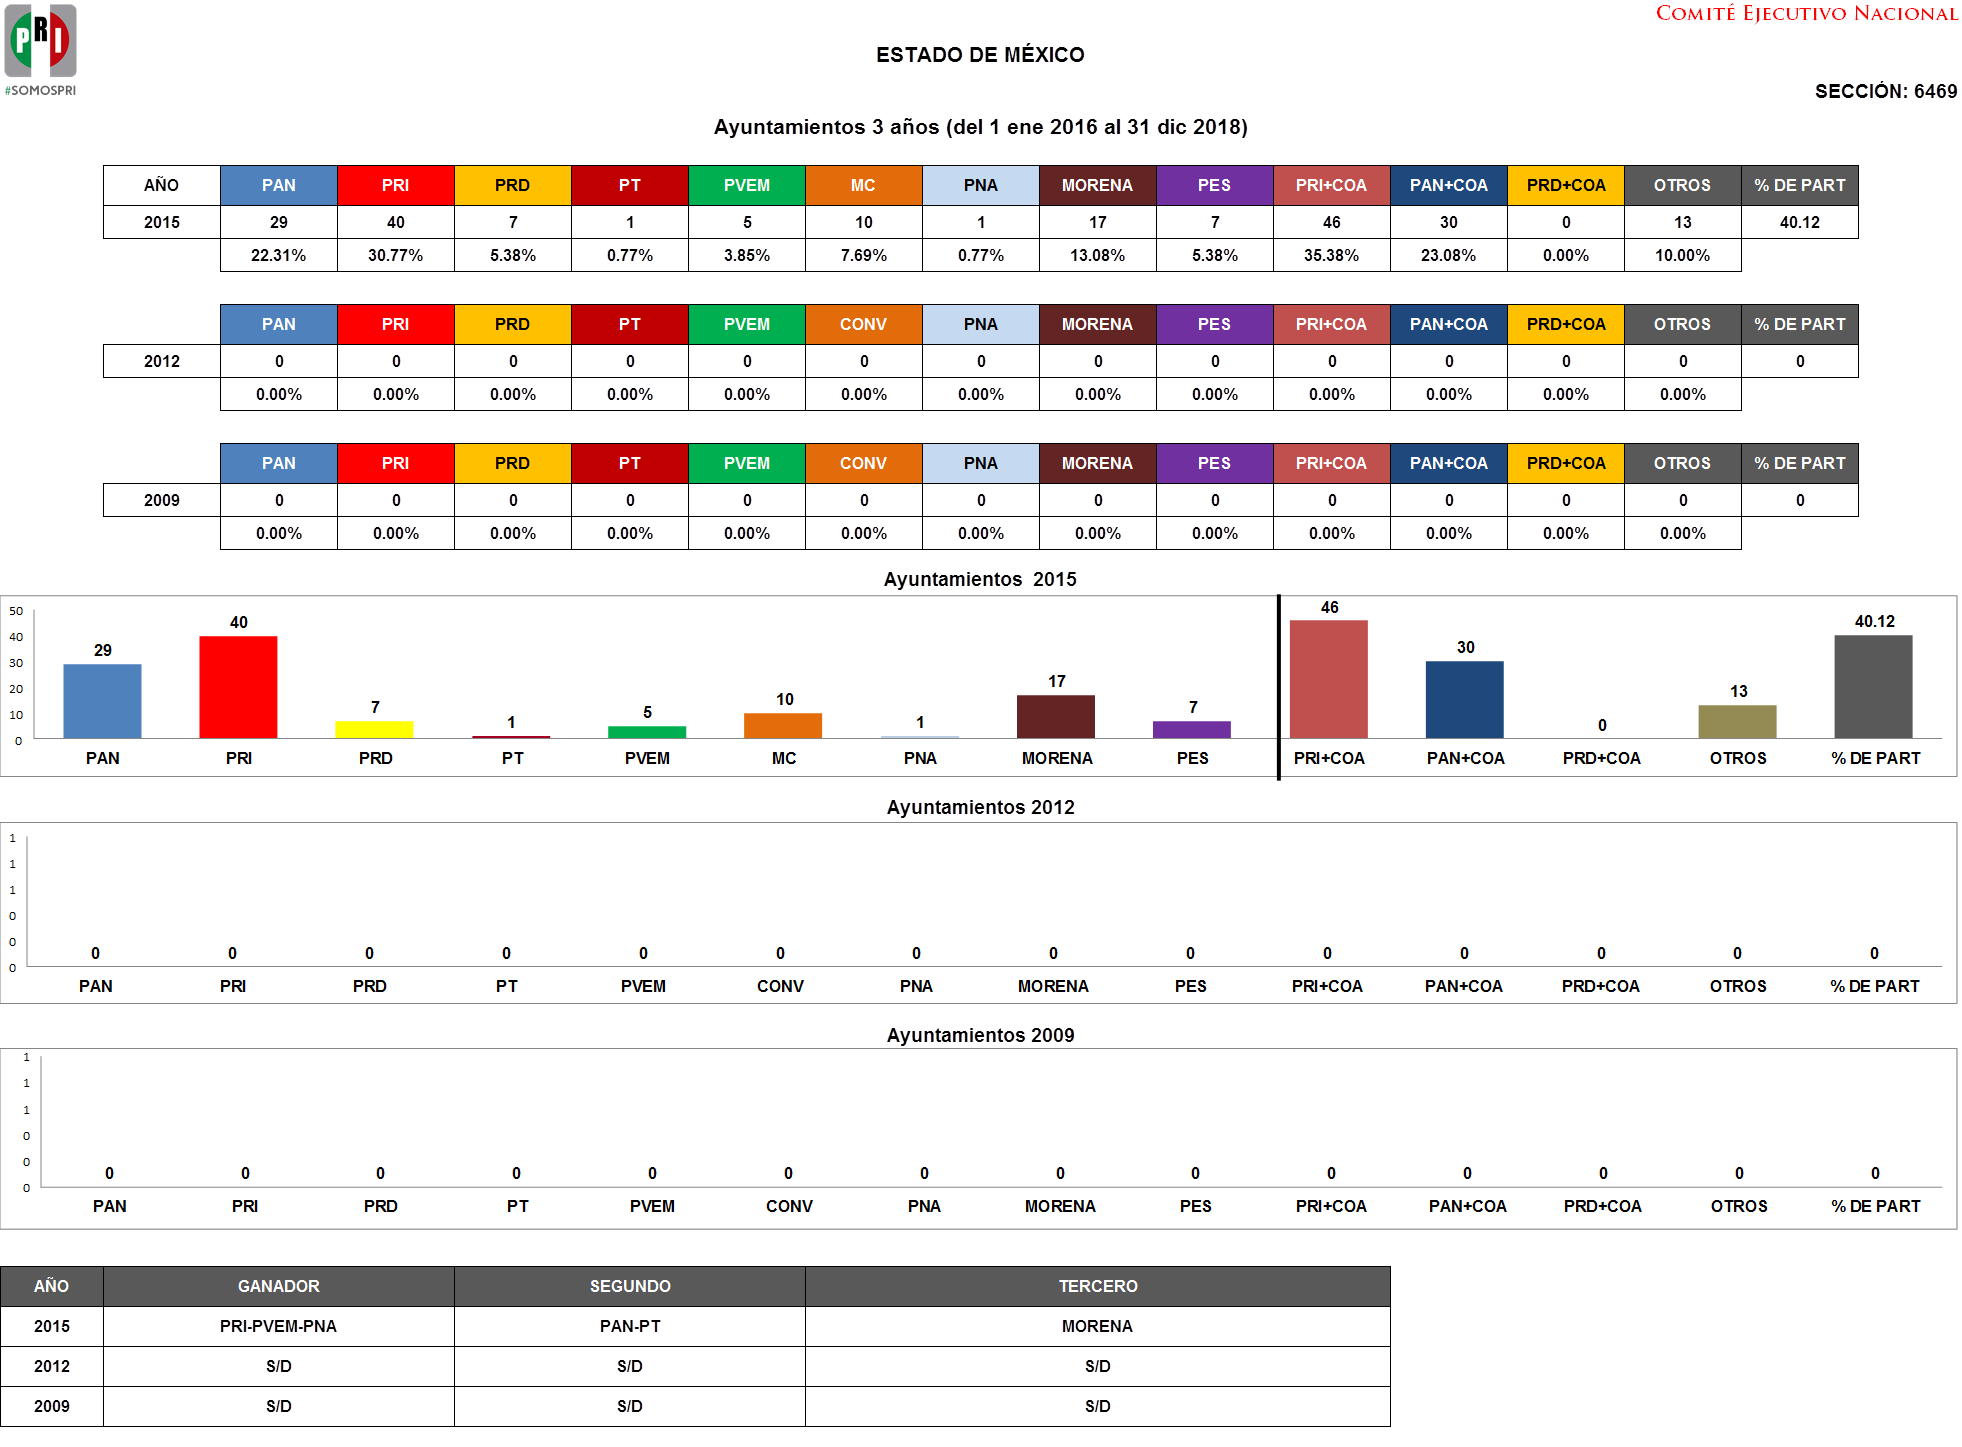 PRI
#SOMOSPRI
COMITÉ EJECUTIVO NACIONAL
ESTADO DE MÉXICO
SECCIÓN: 6469
Ayuntamientos 3 años (del 1 ene 2016 al 31 dic 2018)
AÑO PAN PRI PRD PT PVEM MC PNA MORENA PES PRI+COA PAN+COA PRD+COA OTROS % DE PART
2015 29 40 7 1 5 10 1 17 7 46 30 0 13 40.12
22.31% 30.77% 5.38% 0.77% 3.85% 7.69% 0.77% 13.08% 5.38% 35.38% 23.08% 0.00% 10.00%
PAN PRI PRD PT PVEM CONV PNA MORENA PES PRI+COA PAN+COA PRD+COA OTROS % DE PART
2012 0 0 0 0 0 0 0 0 0 0 0 0 0 0
0.00% 0.00% 0.00% 0.00% 0.00% 0.00% 0.00% 0.00% 0.00% 0.00% 0.00% 0.00% 0.00%
PAN PRI PRD PT PVEM CONV PNA MORENA PES PRI+COA PAN+COA PRD+COA OTROS % DE PART
2009 0 0 0 0 0 0 0 0 0 0 0 0 0 0
0.00% 0.00% 0.00% 0.00% 0.00% 0.00% 0.00% 0.00% 0.00% 0.00% 0.00% 0.00% 0.00%
Ayuntamientos 2015
50
40
30
20
10
0
29 40 7 1 5 10 1 17 7 46 30 0 13 40.12
PAN PRI PRD PT PVEM MC PNA MORENA PES PRI+COA PAN+COA PRD+COA OTROS % DE PART
Ayuntamientos 2012
1
1
1
0
0
0
0 0 0 0 0 0 0 0 0 0 0 0 0 0
PAN PRI PRD PT PVEM CONV PNA MORENA PES PRI+COA PAN+COA PRD+COA OTROS % DE PART
Ayuntamientos 2009
1
1
1
0
0
0
0 0 0 0 0 0 0 0 0 0 0 0 0 0
PAN PRI PRD PT PVEM CONV PNA MORENA PES PRI+COA PAN+COA PRD+COA OTROS % DE PART
AÑO GANADOR SEGUNDO TERCERO
2015 PRI-PVEM-PNA PAN-PT MORENA
2012 S/D S/D S/D
2009 S/D S/D S/D